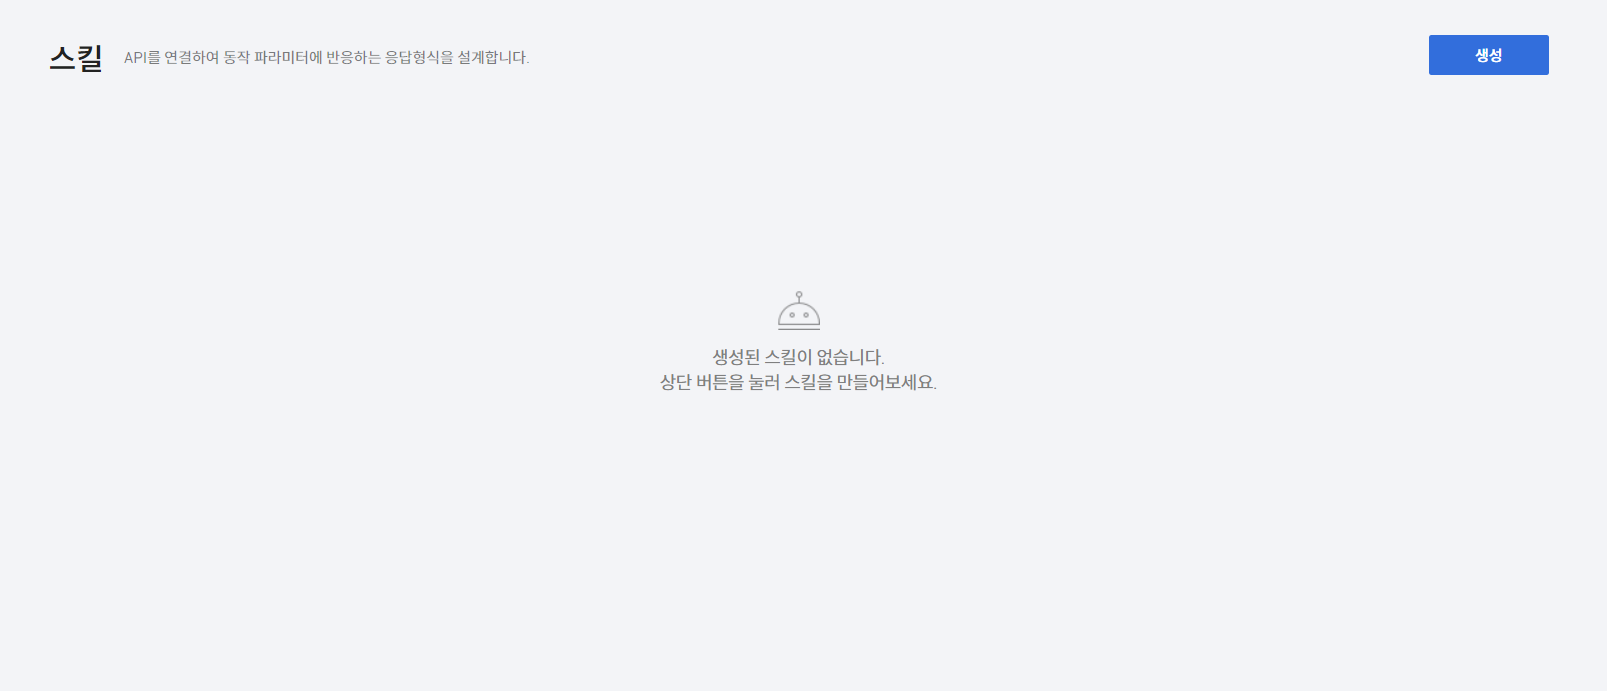 스킬
API를 연결하여 동작 파라미터에 반응하는 응답형식을 설계합니다.
생성
생성된 스킬이 없습니다.
상단 버튼을 눌러 스킬을 만들어보세요.